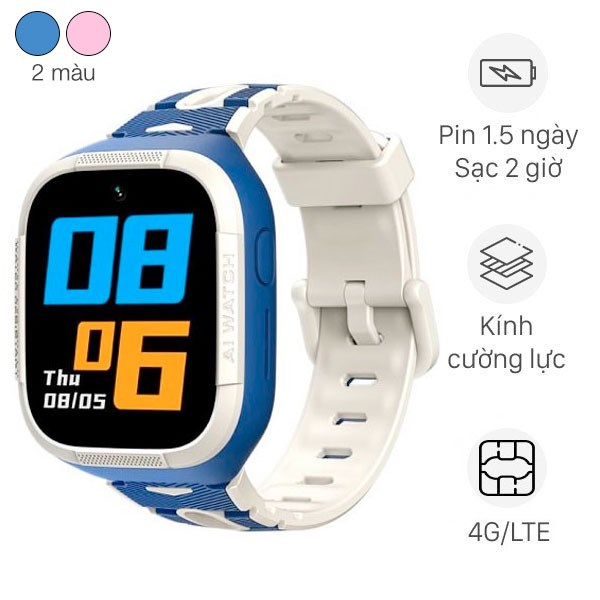 2 màu
Pin 1.5 ngày
Sạc 2 giờ
08
06
Thu
08/05
AI WATCH
Kính
cường lực
4G/LTE